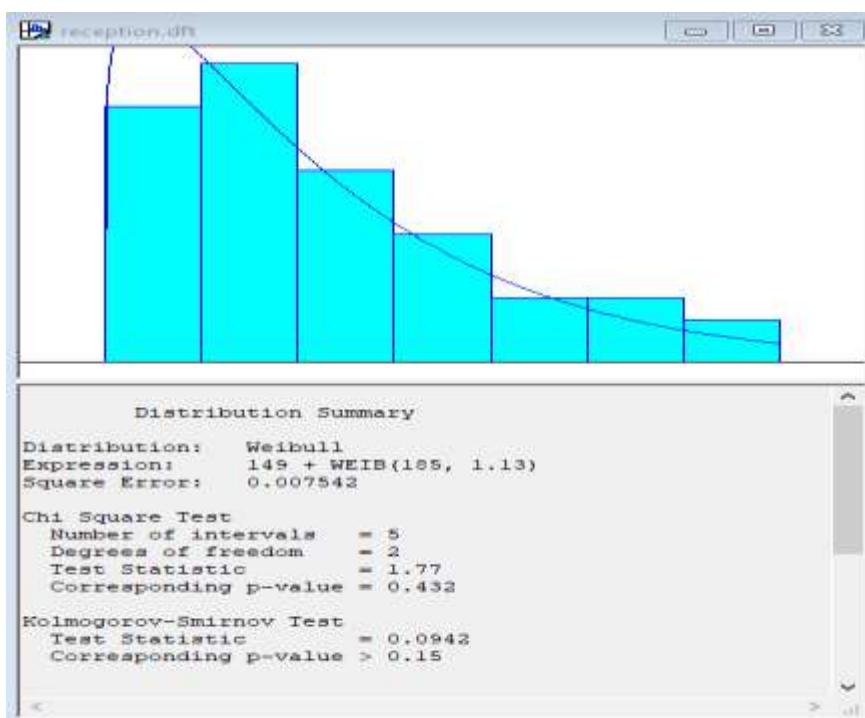 reception.dft
Distribution Summary
Distribution: Weibull
Expression: 149 + WEIB(185, 1.13)
Square Error: 0.007542
Chi Square Test
Number of intervals = 5
Degrees of freedom = 2
Test Statistic = 1.77
Corresponding p-value = 0.432
Kolmogorov-Smirnov Test
Test Statistic = 0.0942
Corresponding p-value > 0.15